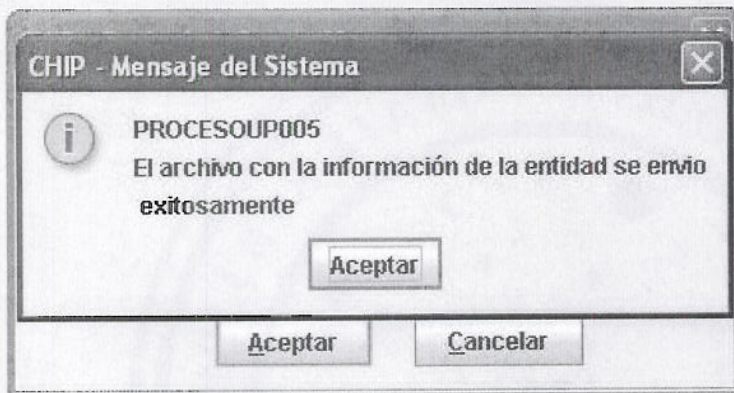 CHIP - Mensaje del Sistema
PROCESOUP005
El archivo con la información de la entidad se envio
exitosamente
Aceptar
Aceptar
Cancelar